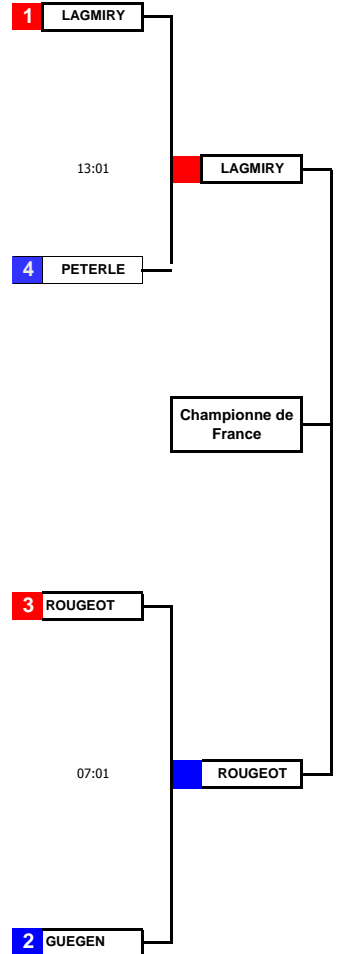 1 LAGMIRY
13:01
LAGMIRY
4 PETERLE
Championne de
France
3 ROUGEOT
07:01
ROUGEOT
2 GUEGEN